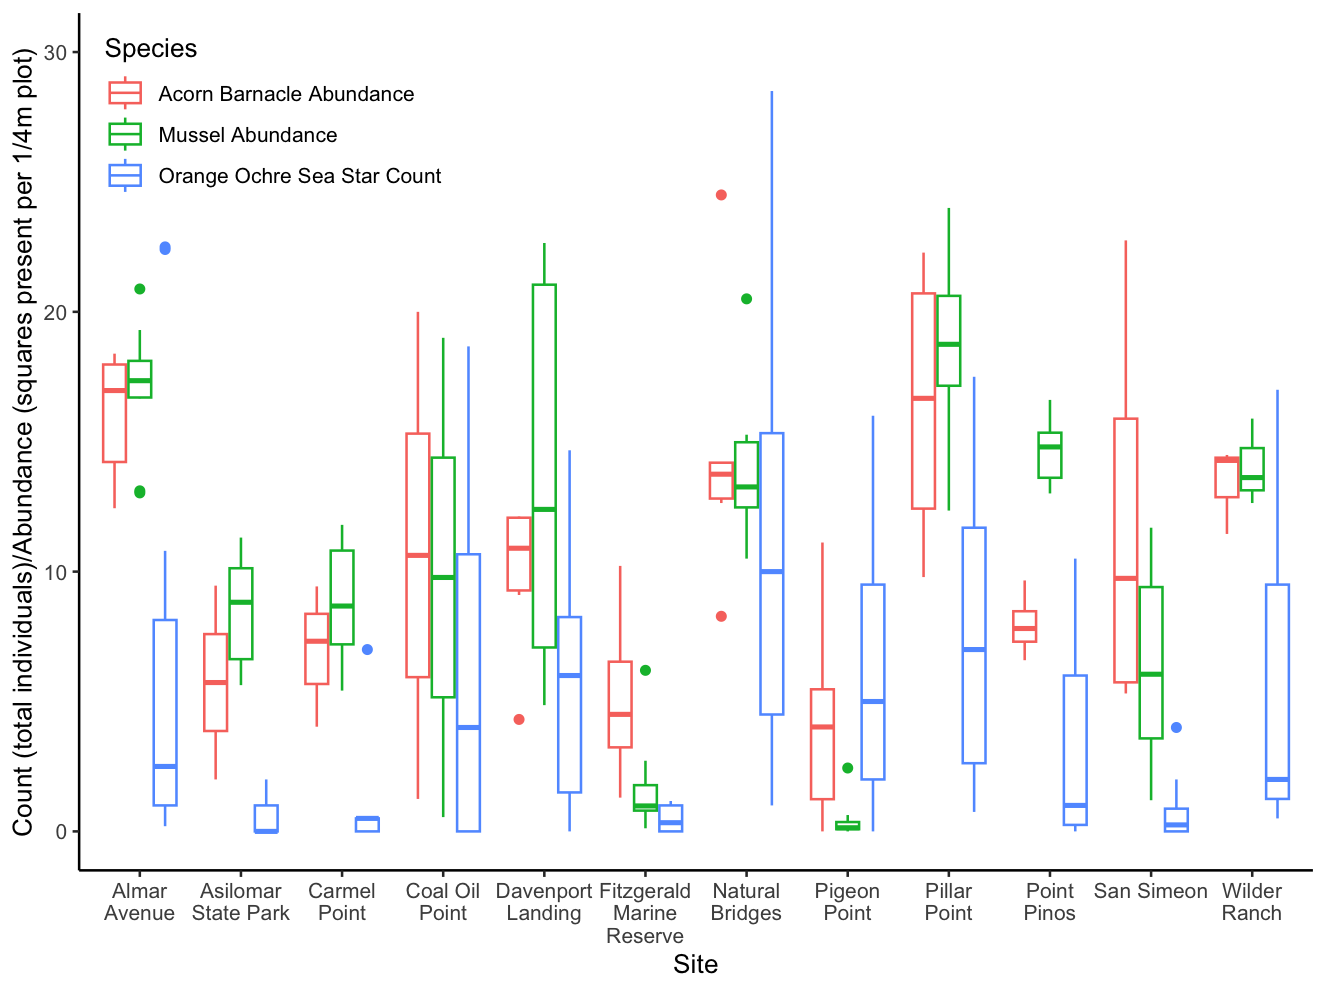 Species
Acorn Barnacle Abundance
Mussel Abundance
Orange Ochre Sea Star Count
Count (total individuals)/Abundance (squares present per 1/4m plot)
30
20
10
0
Almar
Avenue
Asilomar
State Park
Carmel
Point
Coal Oil
Point
Davenport
Landing
Fitzgerald
Marine
Reserve
Natural
Bridges
Pigeon
Point
Pillar
Point
Point
Pinos
San Simeon
Wilder
Ranch
Site